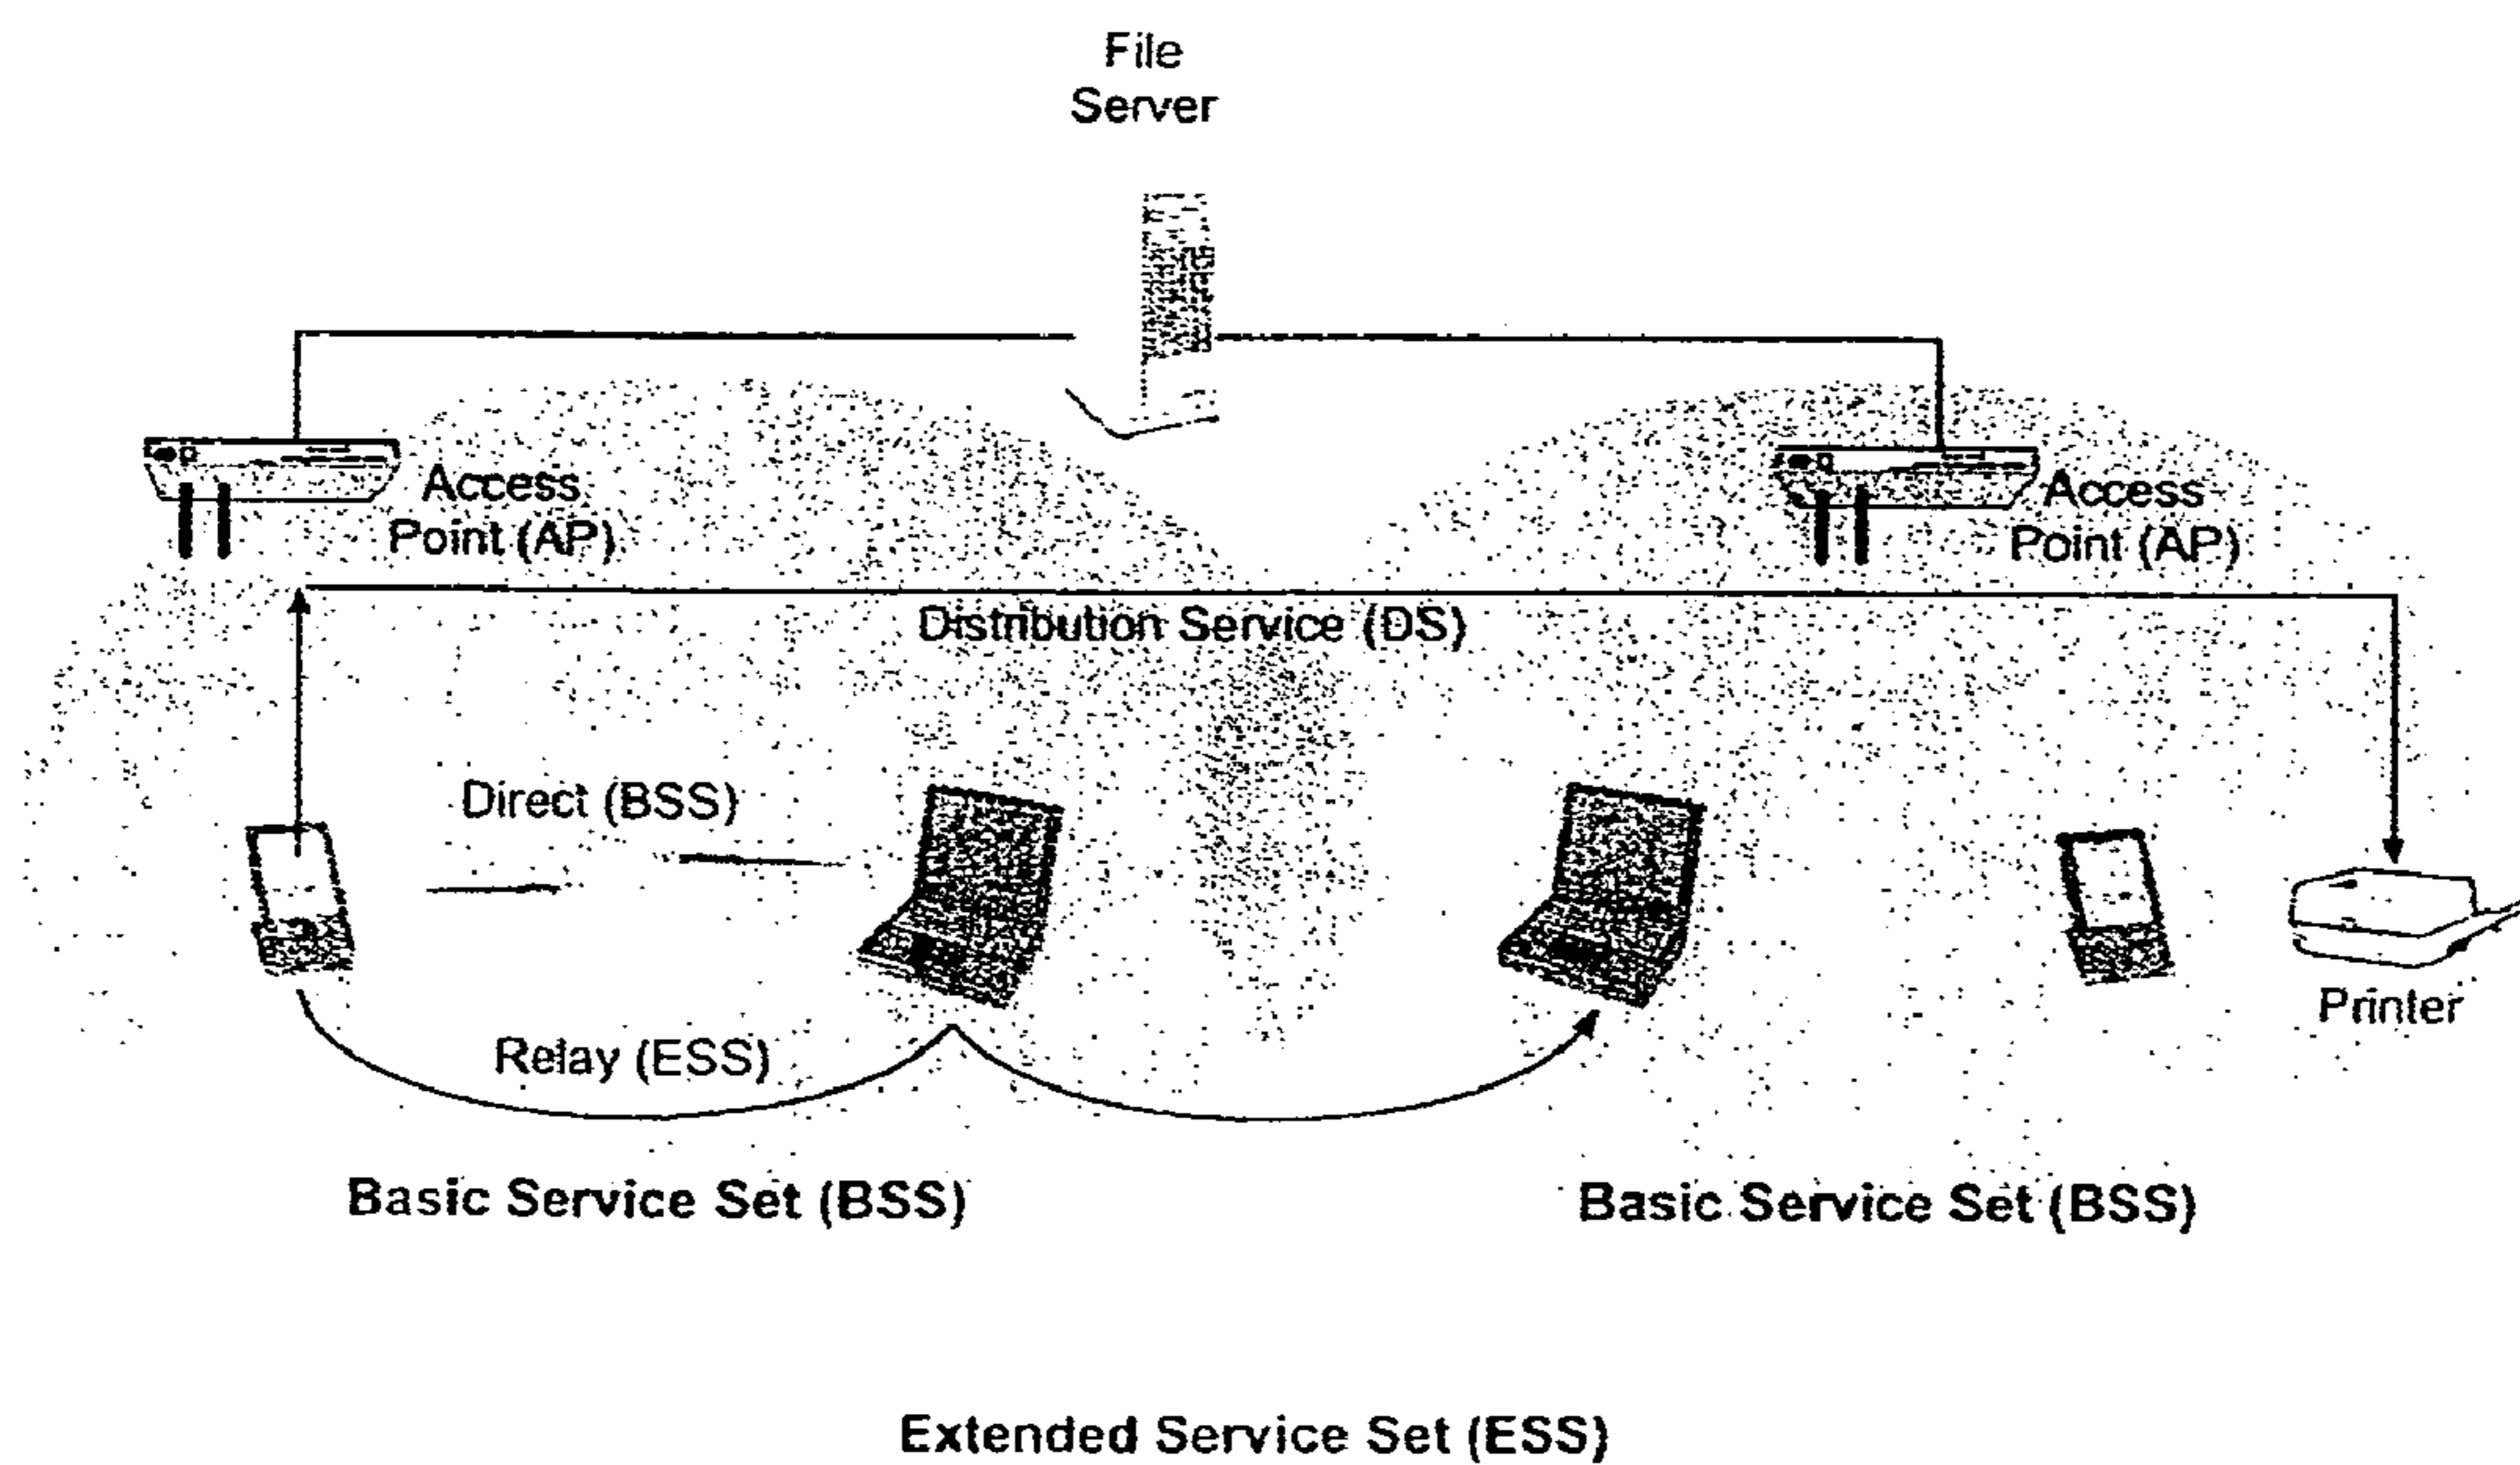 File
Server
Access
Point (AP)
Access
Point (AP)
Distribution Service (DS)
Direct (BSS)
Relay (ESS)
Printer
Basic Service Set (BSS)
Basic Service Set (BSS)
Extended Service Set (ESS)